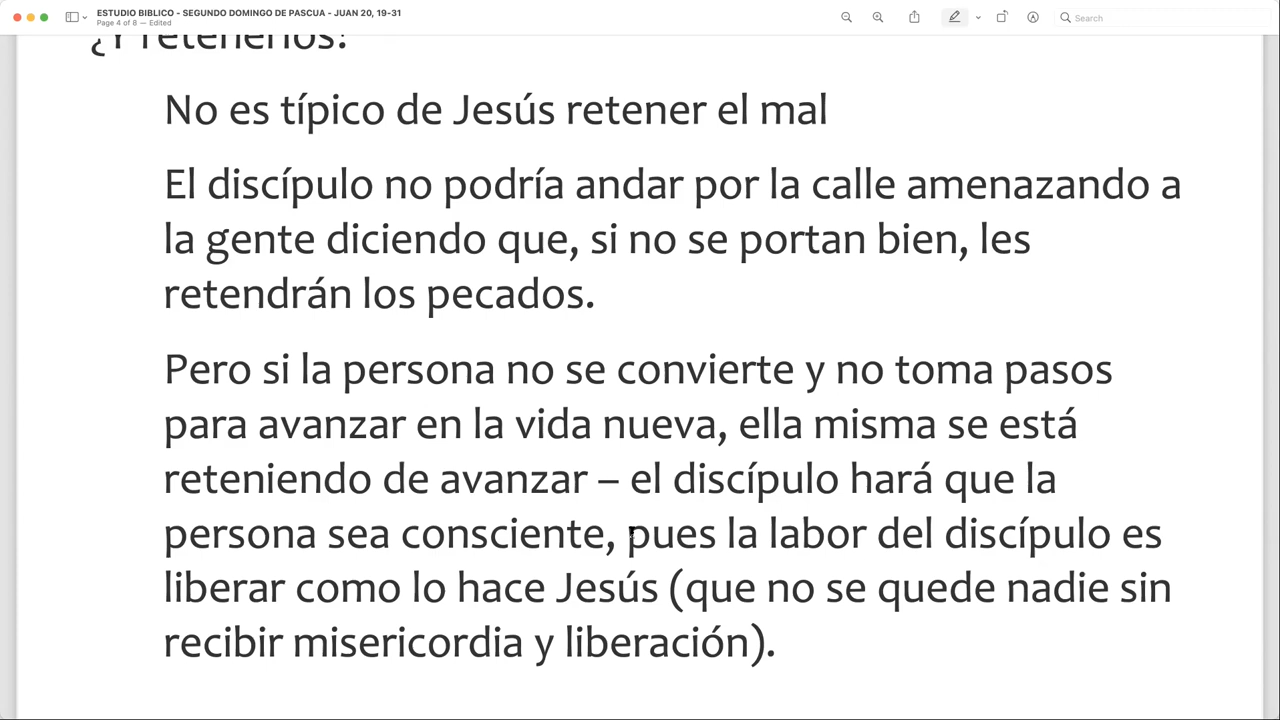 ESTUDIO BIBLICO - SEGUNDO DOMINGO DE PASCUA - JUAN 20, 19-31
Page 4 of 8 — Edited
Search
¿Y retenerlos?
No es típico de Jesús retener el mal
El discípulo no podría andar por la calle amenazando a
la gente diciendo que, si no se portan bien, les
retendrán los pecados.
Pero si la persona no se convierte y no toma pasos
para avanzar en la vida nueva, ella misma se está
reteniendo de avanzar – el discípulo hará que la
persona sea consciente, pues la labor del discípulo es
liberar como lo hace Jesús (que no se quede nadie sin
recibir misericordia y liberación).